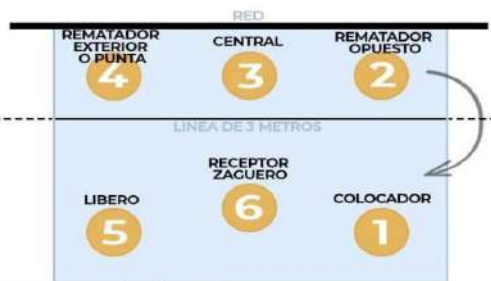 RED
REMATADOR
EXTERIOR
O PUNTA
4
CENTRAL
3
REMATADOR
OPUESTO
2
LINEA DE 3 METROS
LIBERO
5
RECEPTOR
ZAGUERO
6
COLOCADOR
1